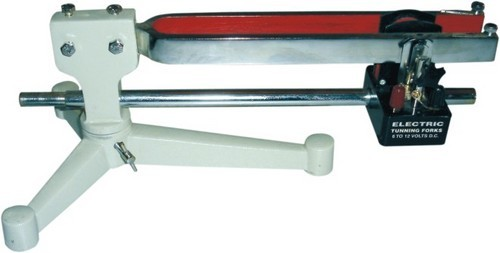 ELECTRIC
TUNNING FORKS
6 TO 12 VOLTS D.C.